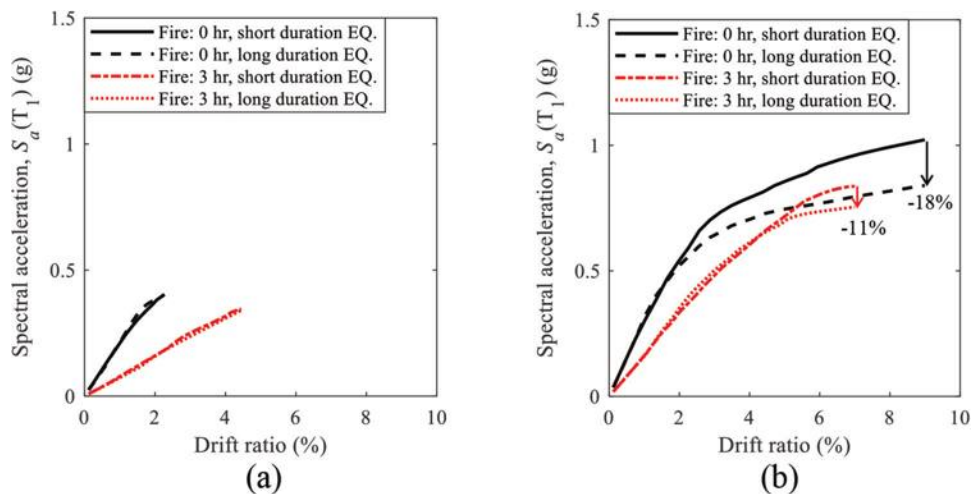 1.5
Fire: 0 hr, short duration EQ.
Fire: 0 hr, long duration EQ.
Fire: 3 hr, short duration EQ.
Fire: 3 hr, long duration EQ.
1
0.5
0
Spectral acceleration, S_a(T_1) (g)
0 2 4 6 8 10
Drift ratio (%)
(a)
1.5
Fire: 0 hr, short duration EQ.
Fire: 0 hr, long duration EQ.
Fire: 3 hr, short duration EQ.
Fire: 3 hr, long duration EQ.
1
0.5
0
Spectral acceleration, S_a(T_1) (g)
-18%
-11%
0 2 4 6 8 10
Drift ratio (%)
(b)